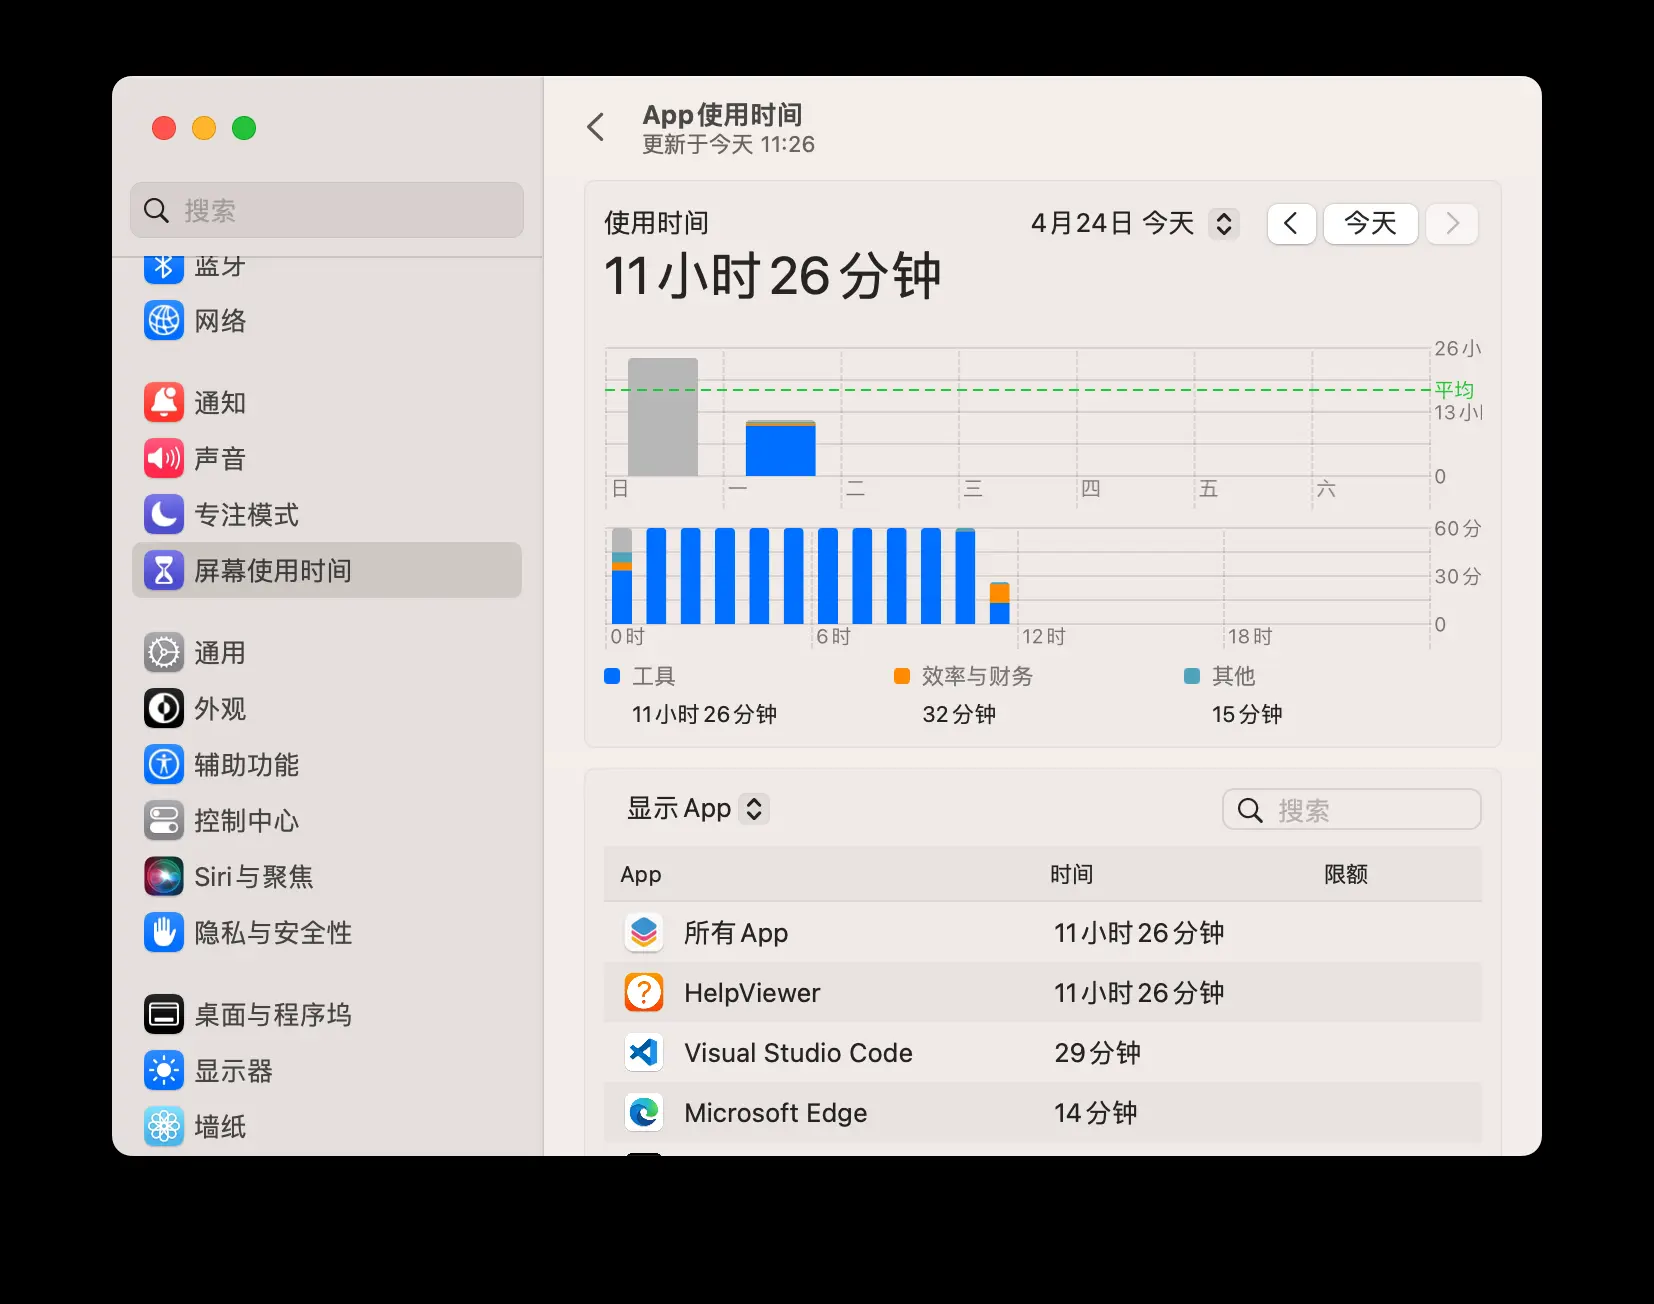 App使用时间
更新于今天 11:26
搜索
蓝牙
网络
通知
声音
专注模式
屏幕使用时间
通用
外观
辅助功能
控制中心
Siri与聚焦
隐私与安全性
桌面与程序坞
显示器
墙纸
使用时间
4月24日 今天
今天
11小时26分钟
26小
平均
13小
0
日 一 二 三 四 五 六
60分
30分
0
0时 6时 12时 18时
工具 效率与财务 其他
11小时26分钟 32分钟 15分钟
显示App
搜索
App 时间 限额
所有App 11小时26分钟
HelpViewer 11小时26分钟
Visual Studio Code 29分钟
Microsoft Edge 14分钟